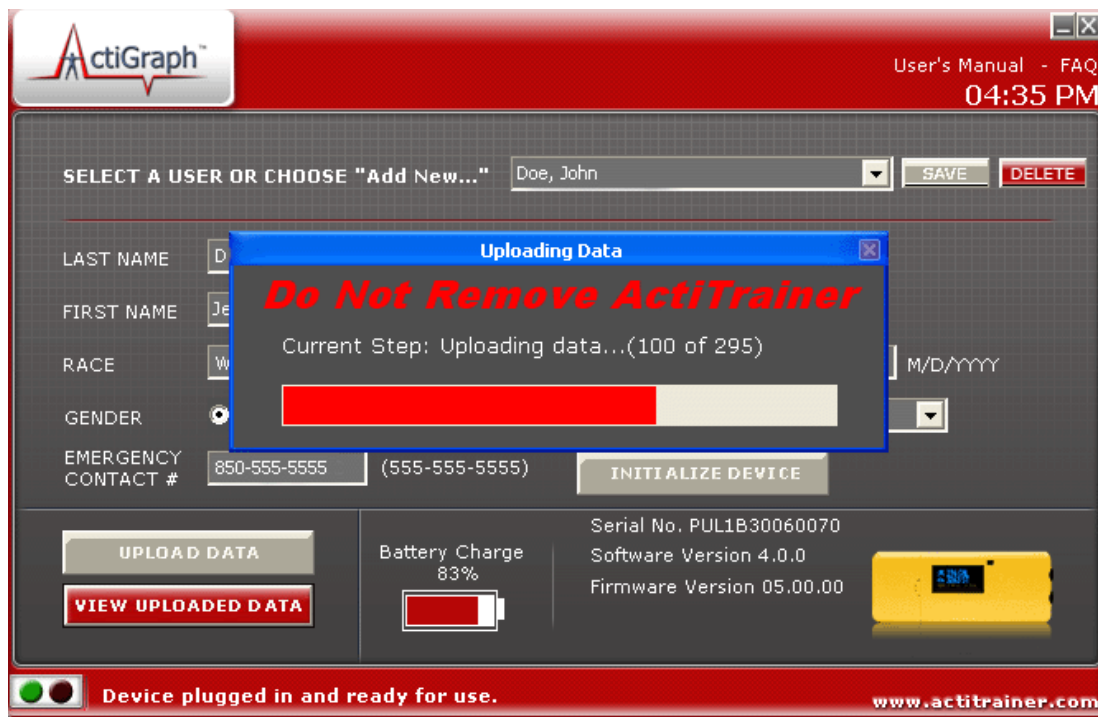 ActiGraph™
User's Manual - FAQ
04:35 PM
SELECT A USER OR CHOOSE "Add New..." Doe, John SAVE DELETE
Uploading Data
LAST NAME D
Do Not Remove ActiTrainer
FIRST NAME Je
Current Step: Uploading data...(100 of 295)
RACE W M/D/YYYY
GENDER
EMERGENCY
CONTACT # 850-555-5555 (555-555-5555) INITIALIZE DEVICE
UPLOAD DATA
VIEW UPLOADED DATA
Battery Charge
83%
Serial No. PUL1B30060070
Software Version 4.0.0
Firmware Version 05.00.00
Device plugged in and ready for use.
www.actitrainer.com